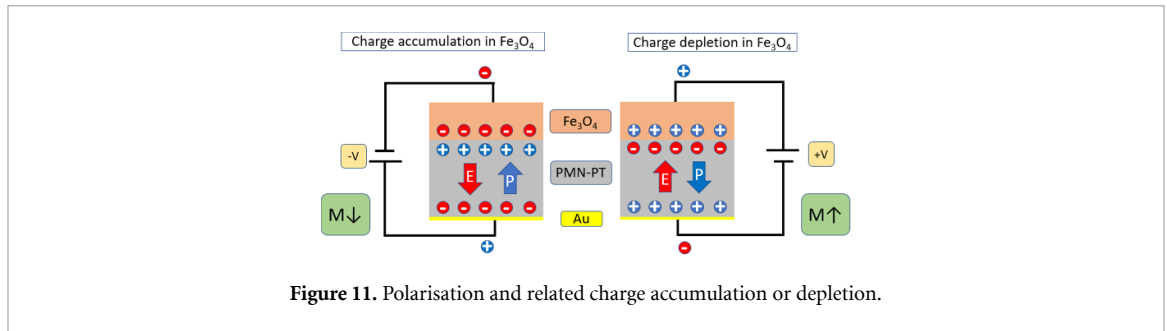 Charge accumulation in Fe₃O₄
Charge depletion in Fe₃O₄
Fe₃O₄
-V
E
P
PMN-PT
E
P
+V
M↓
Au
M↑
Figure 11. Polarisation and related charge accumulation or depletion.